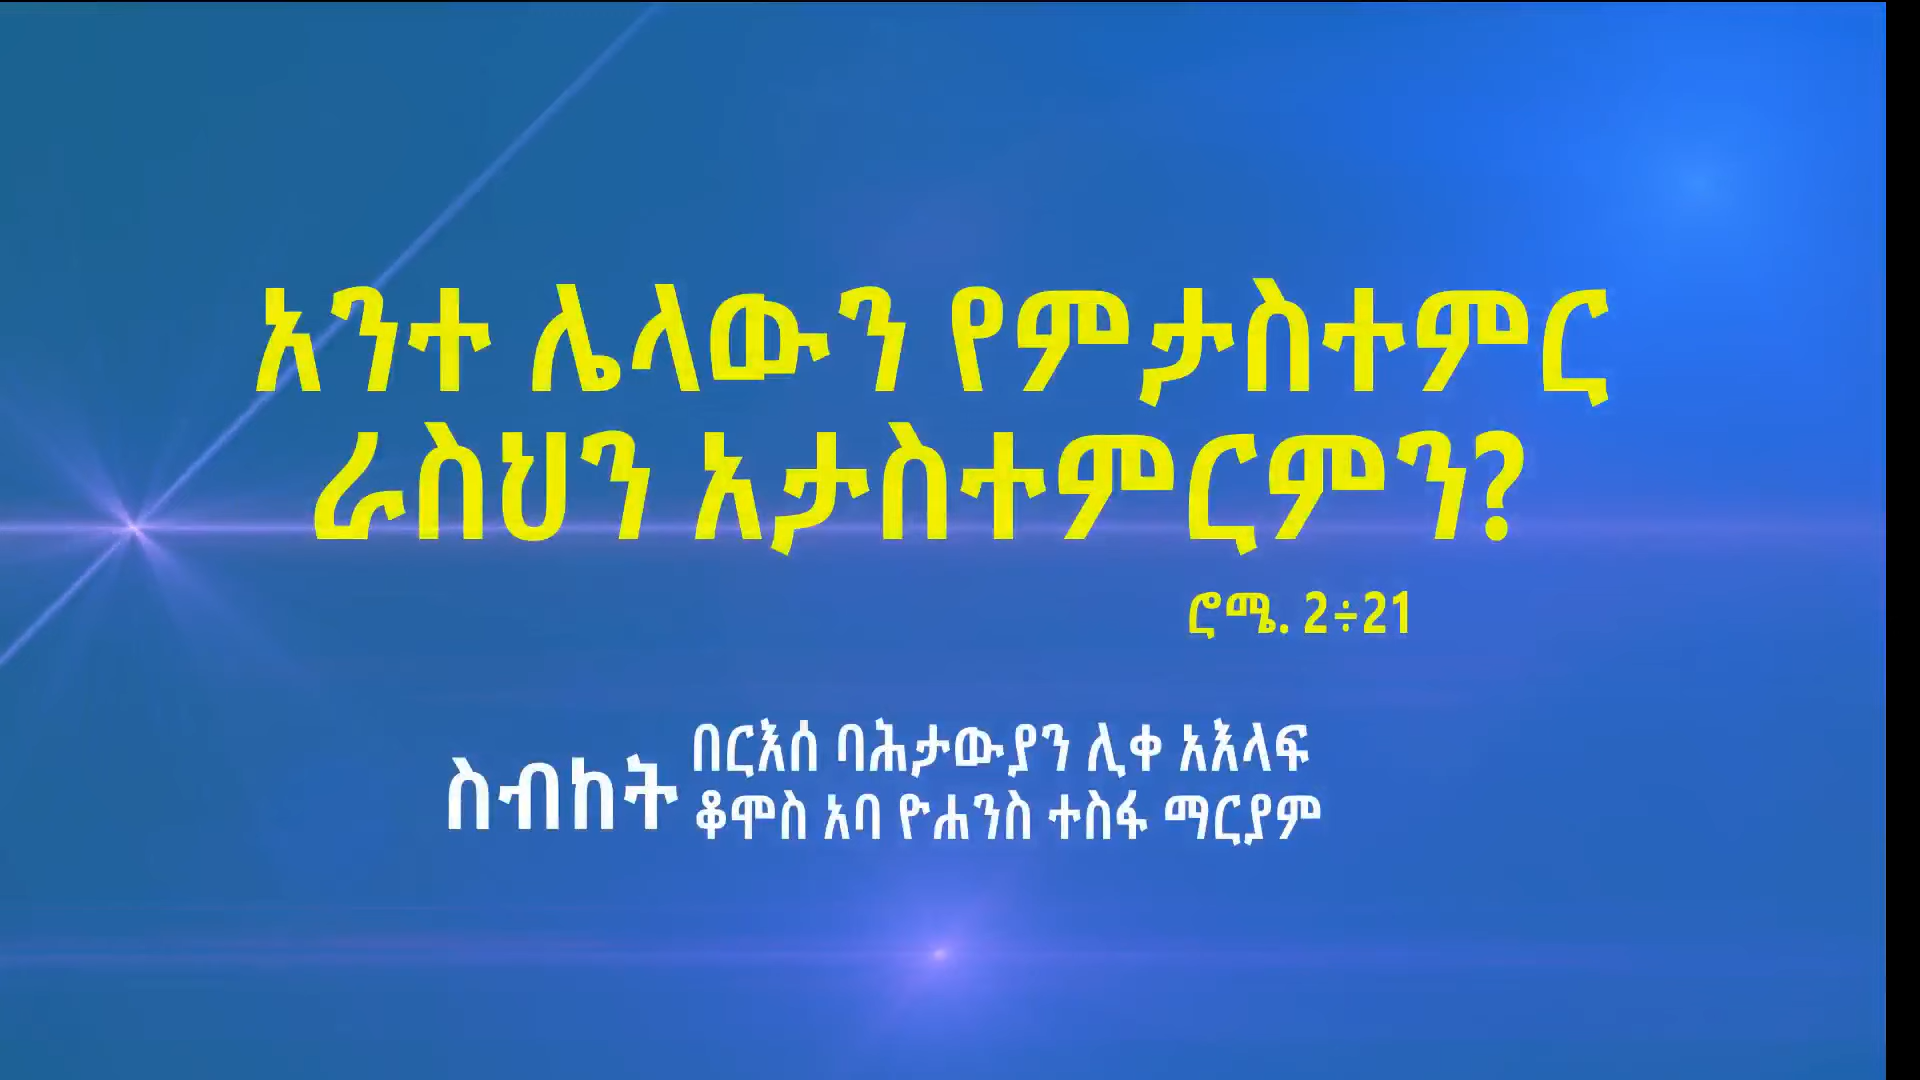 አንተ ሌላውን የምታስተምር
ራስህን አታስተምርምን?
ሮሜ. 2÷21
ስብከት
በርእሰ ባሕታውያን ሊቀ አእላፍ
ቆሞስ አባ ዮሐንስ ተስፋ ማርያም